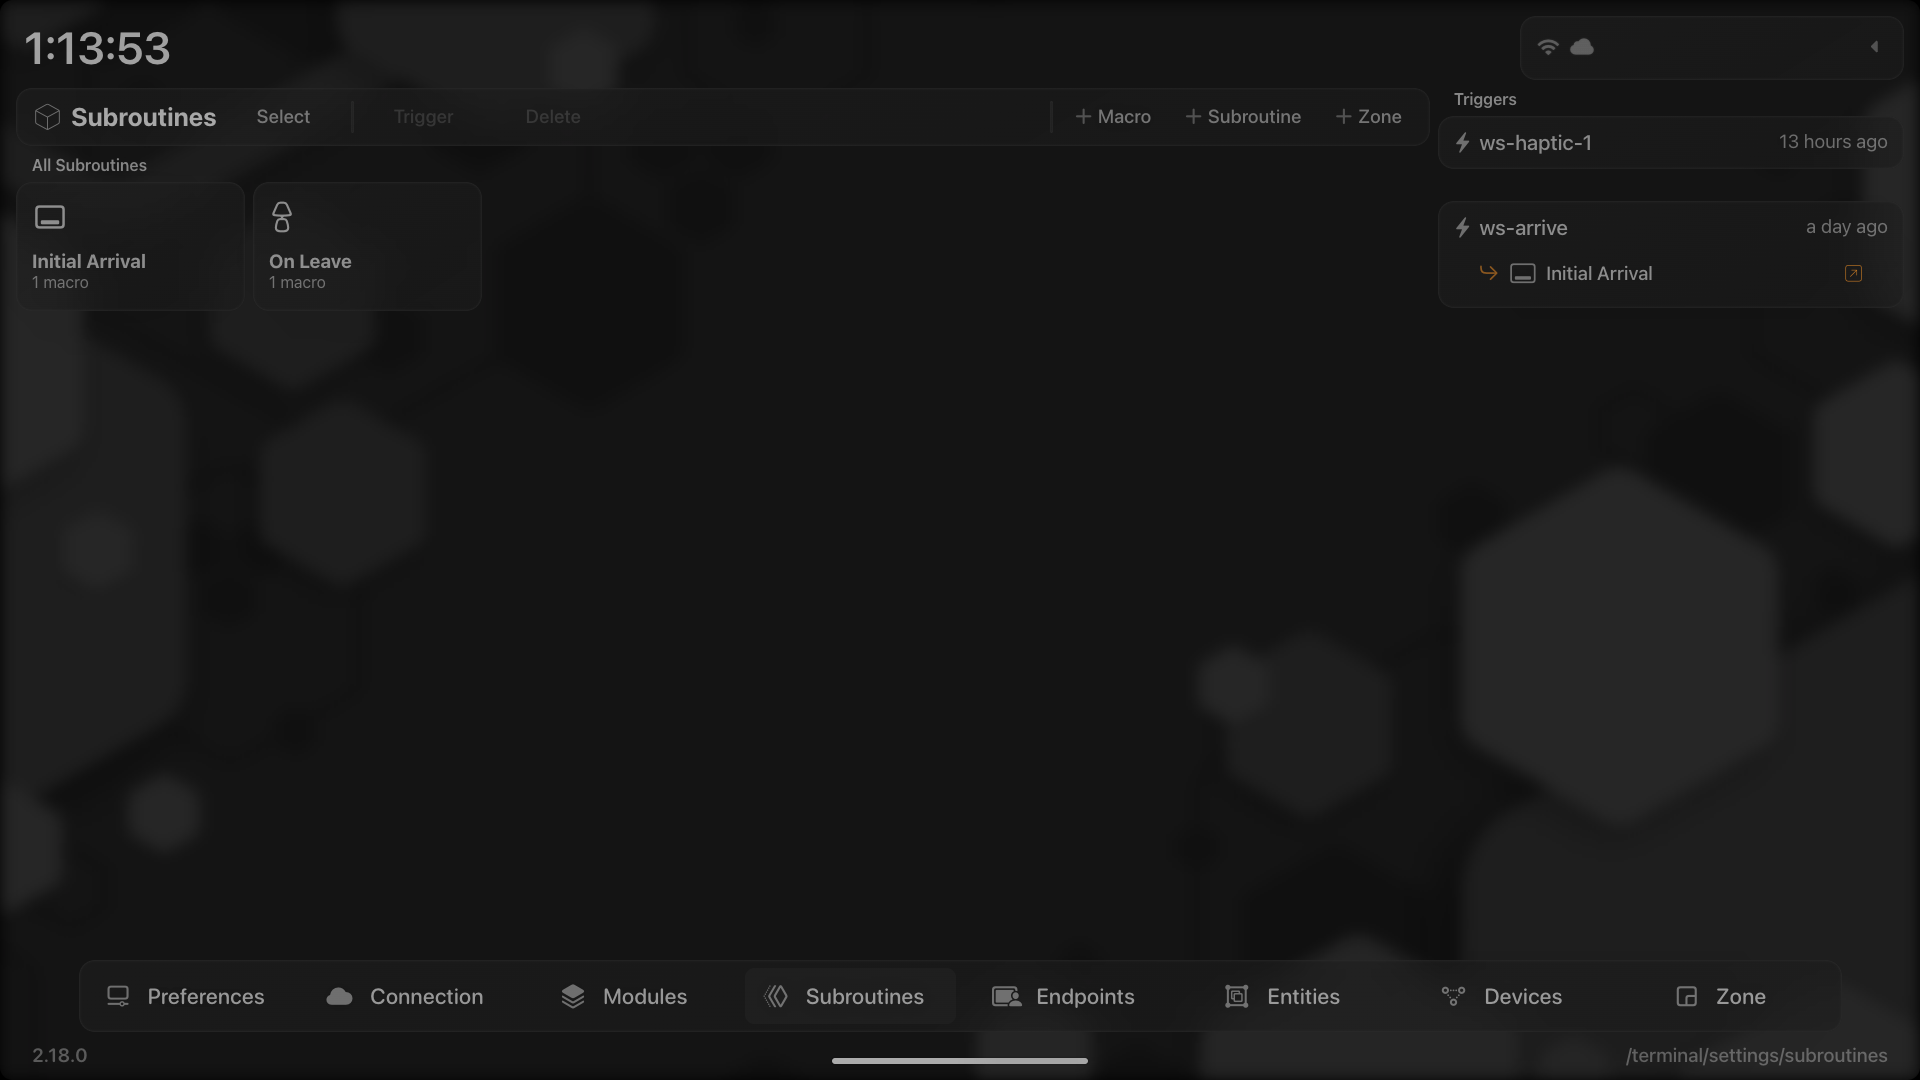 1:13:53
Subroutines
Select
Trigger
Delete
+ Macro
+ Subroutine
+ Zone
All Subroutines
Initial Arrival
1 macro
On Leave
1 macro
Triggers
ws-haptic-1
13 hours ago
ws-arrive
a day ago
Initial Arrival
Preferences
Connection
Modules
Subroutines
Endpoints
Entities
Devices
Zone
2.18.0
/terminal/settings/subroutines